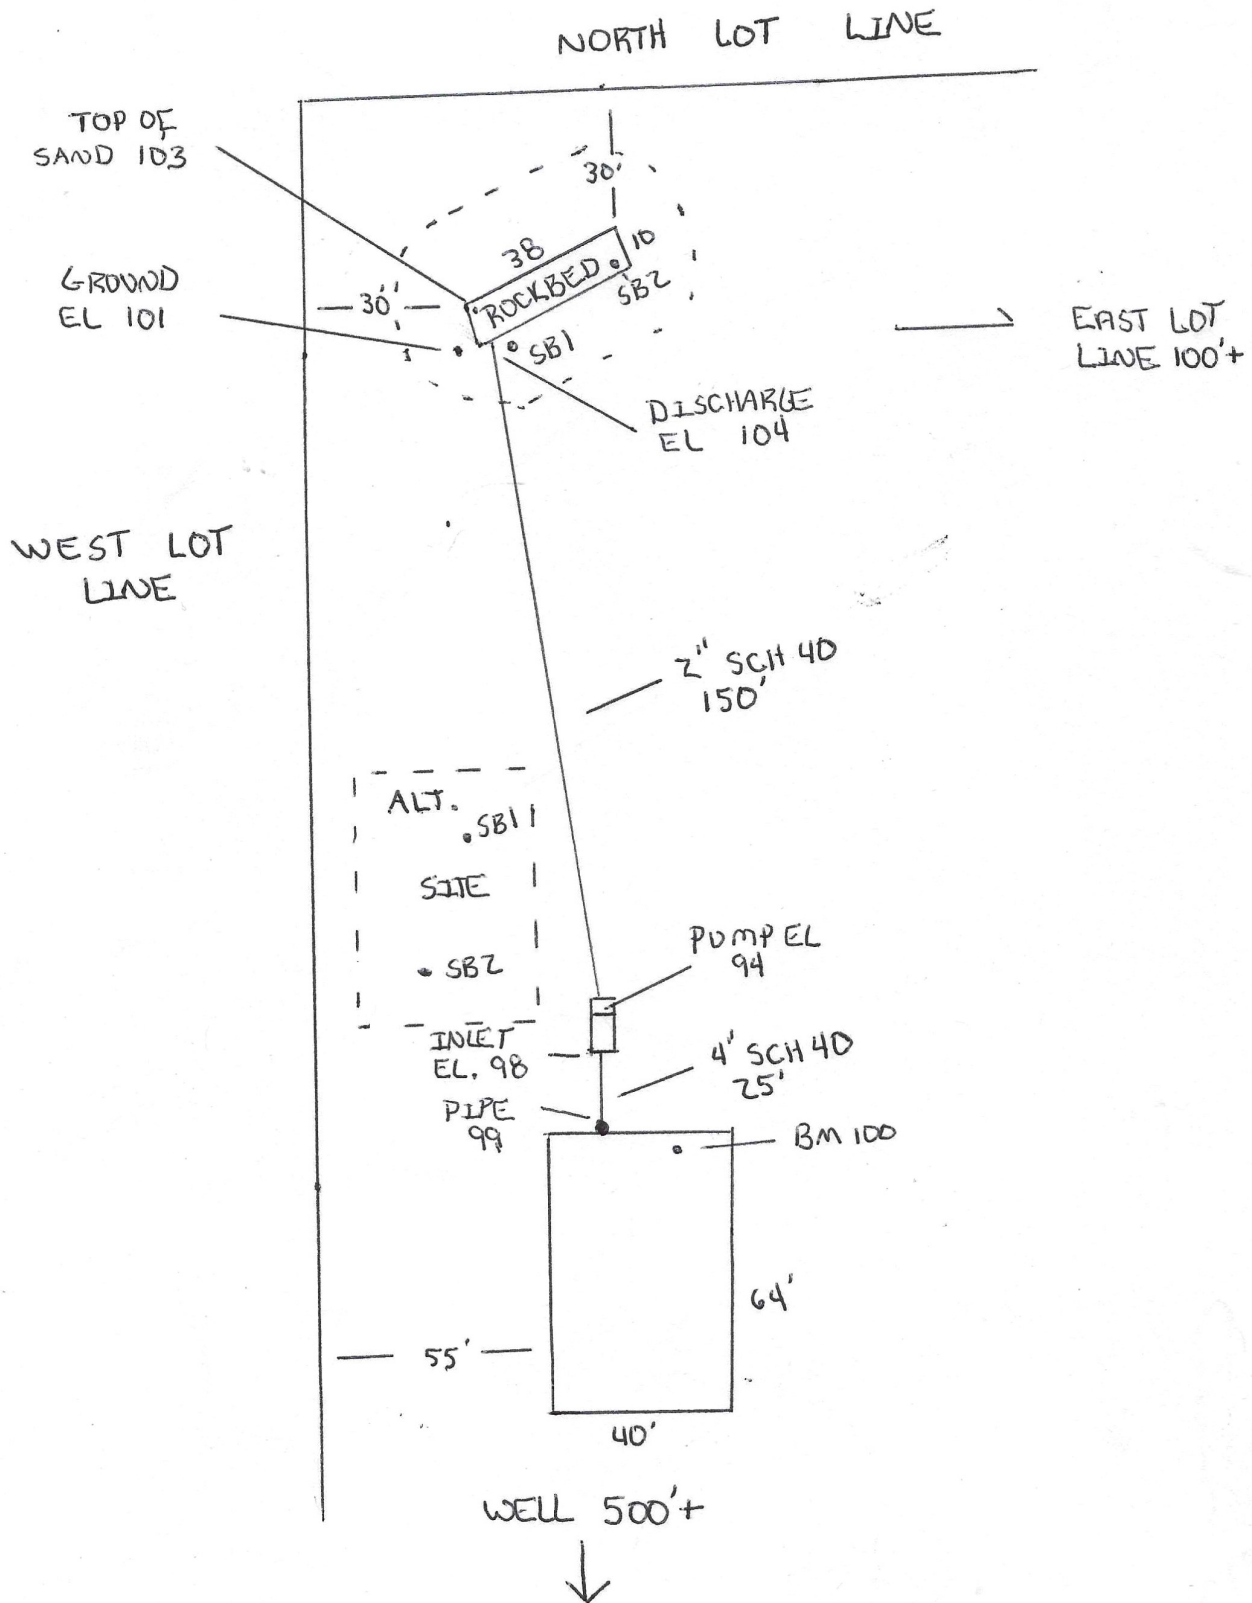 NORTH LOT LINE
TOP OF
SAND 103
30'
38
10
GROUND
EL 101
30''
ROCKBED
SB2
SB1
EAST LOT
LINE 100'+
DISCHARGE
EL 104
WEST LOT
LINE
2" SCH 40
150'
ALT.
SB1
SITE
SB2
PUMP EL
94
INLET
EL. 98
4' SCH 40
25'
PIPE
99
BM 100
64'
55'
40'
WELL 500'+